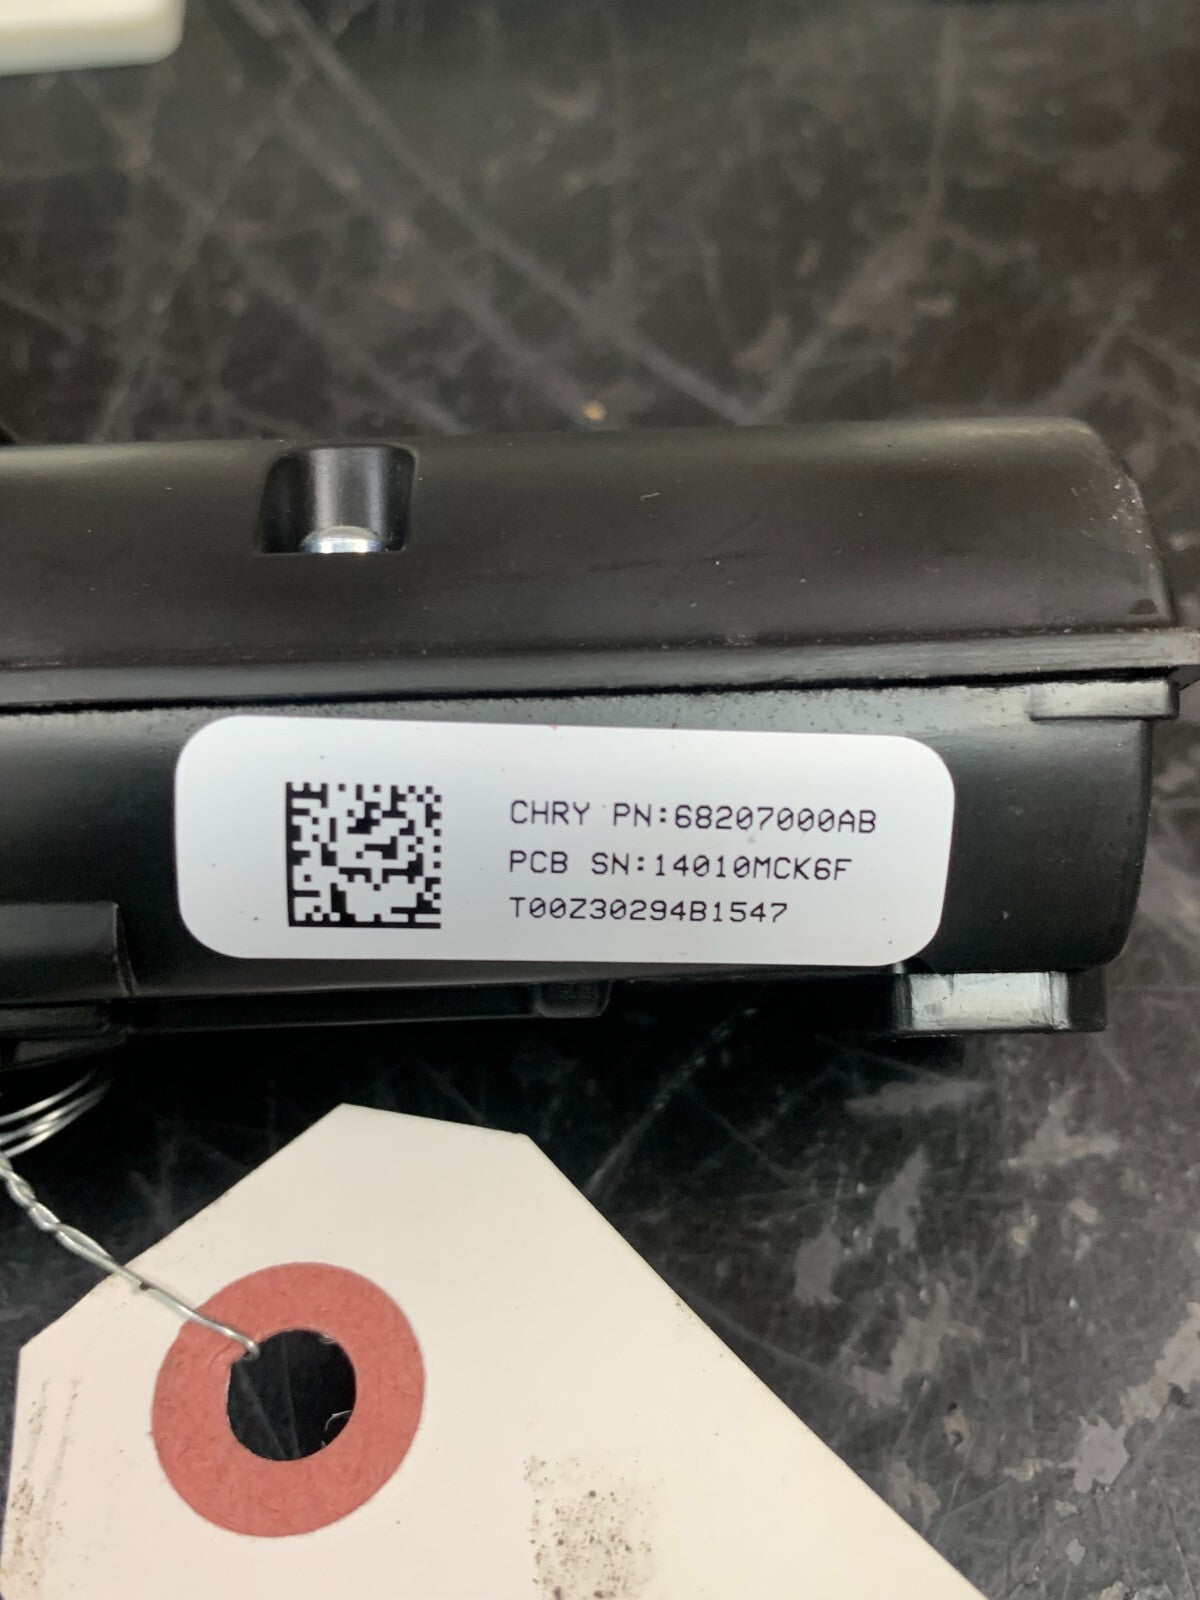 CHRY PN:68207000AB
PCB SN:14010MCK6F
T00Z30294B1547